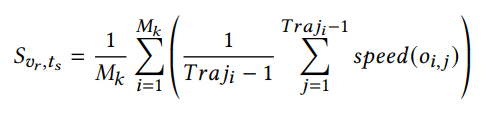 $S_{v_r,t_s} = \frac{1}{M_k} \sum_{i=1}^{M_k} \left( \frac{1}{Traj_i - 1} \sum_{j=1}^{Traj_i - 1} speed(o_{i,j}) \right)$